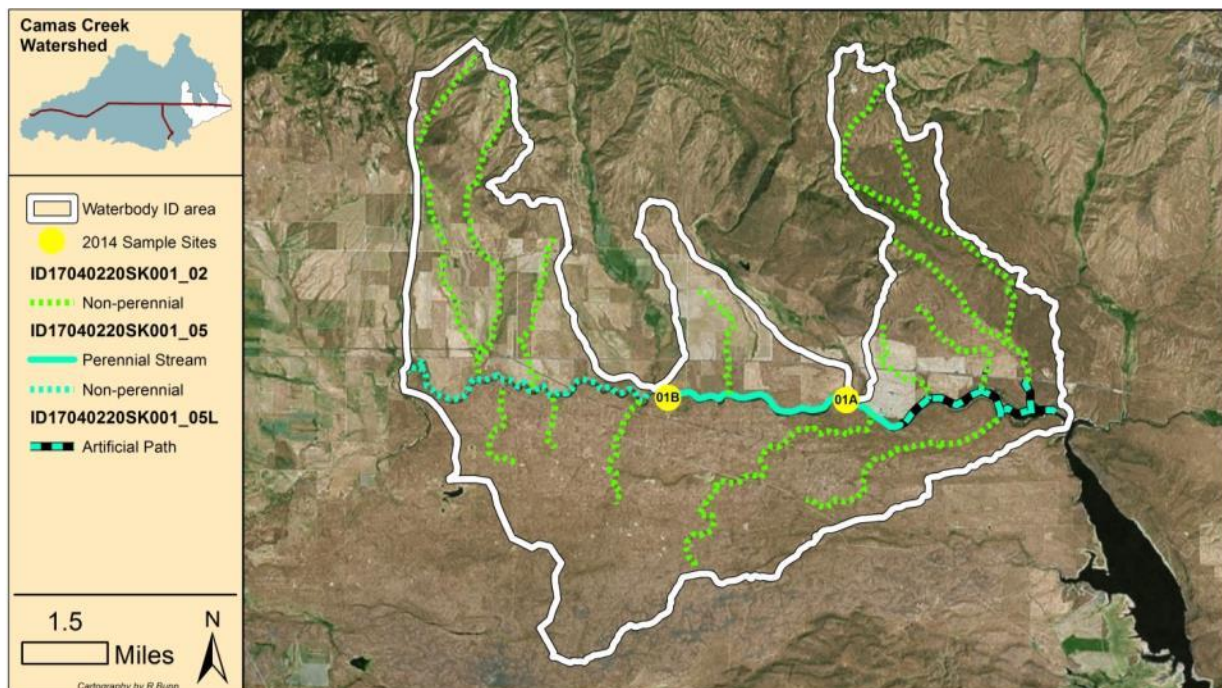 Camas Creek
Watershed
Waterbody ID area
2014 Sample Sites
ID17040220SK001_02
Non-perennial
ID17040220SK001_05
Perennial Stream
Non-perennial
ID17040220SK001_05L
Artificial Path
1.5
Miles
N
Cartography by R Bunn
01B
01A